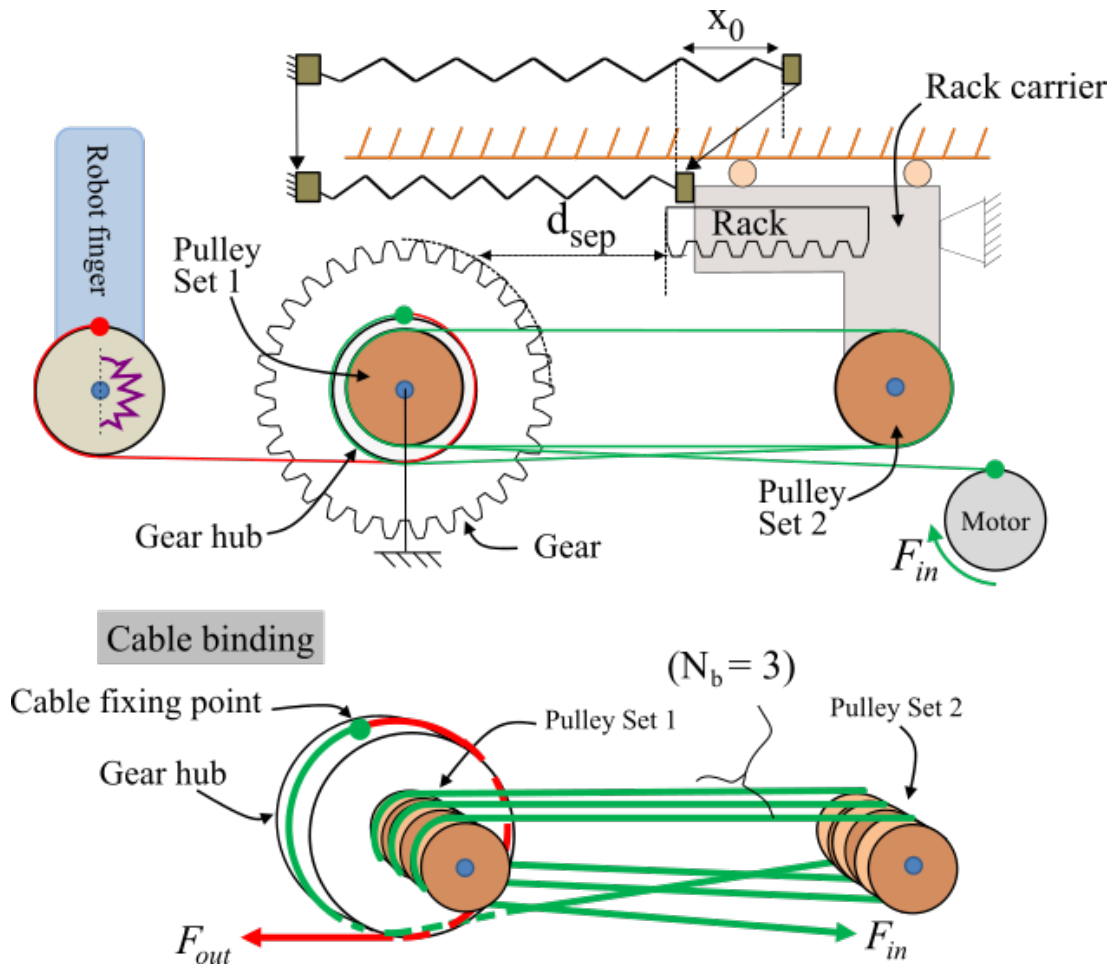 x0
Rack carrier
Robot finger
Pulley
Set 1
dsep
Rack
Gear hub
Gear
Pulley
Set 2
Motor
Fin
Cable binding
(Nb = 3)
Cable fixing point
Pulley Set 1
Pulley Set 2
Gear hub
Fout
Fin